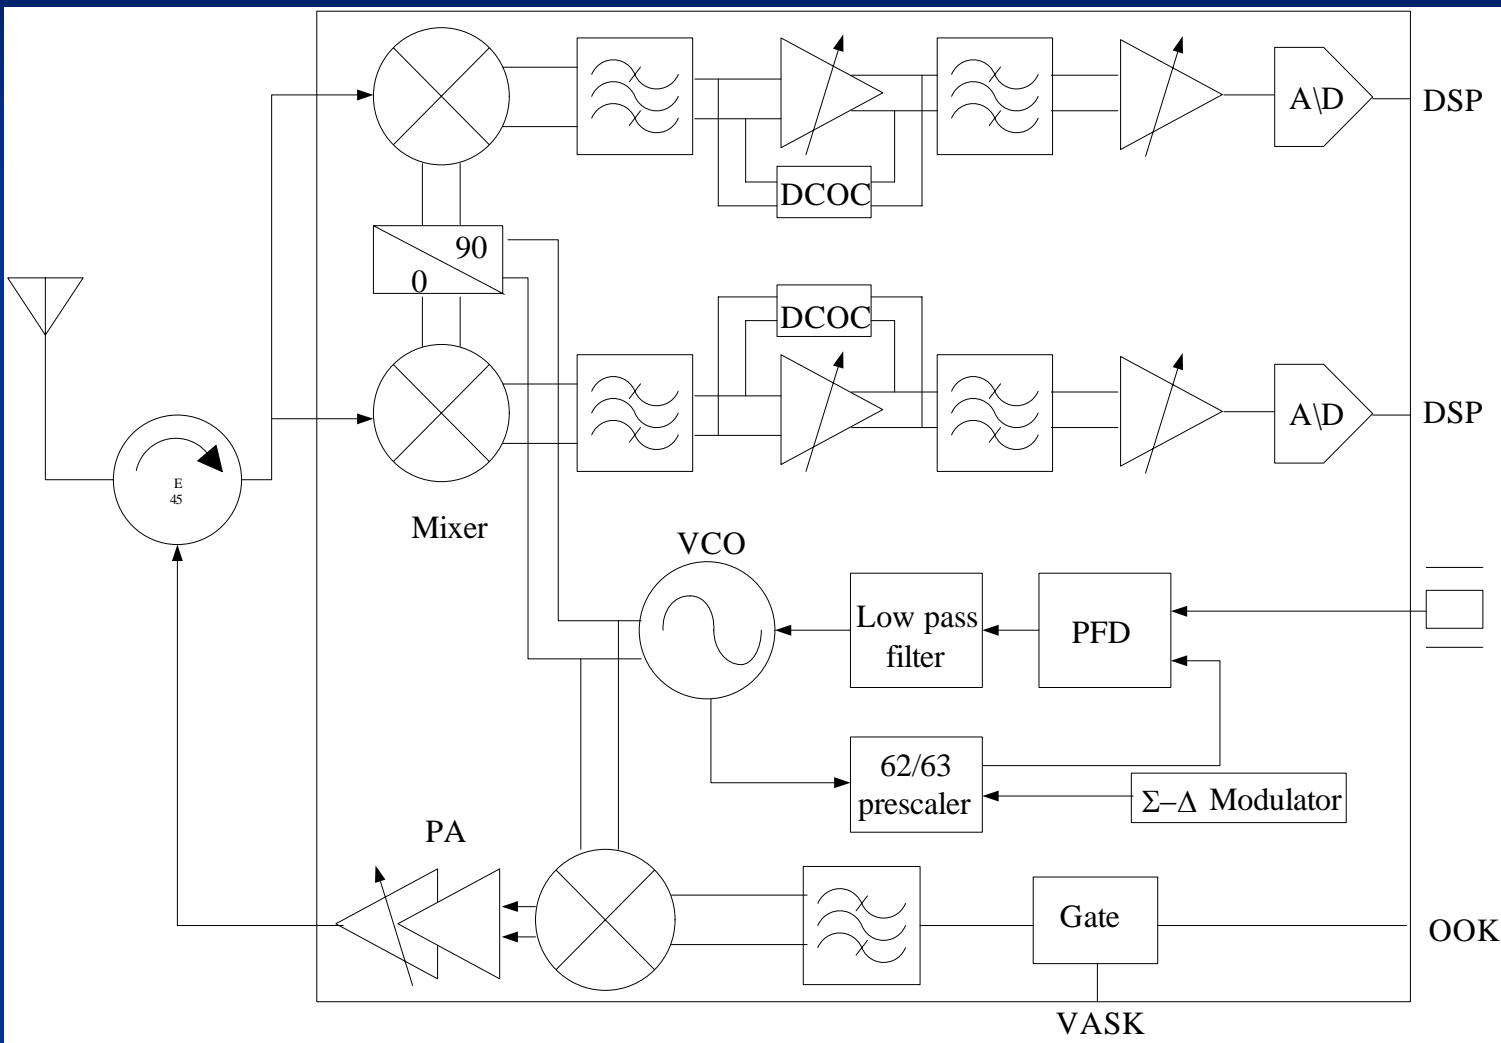 A\D
DSP
DCOC
90
0
DCOC
A\D
DSP
E
45
Mixer
VCO
Low pass
filter
PFD
62/63
prescaler
Σ–Δ Modulator
PA
Gate
OOK
VASK